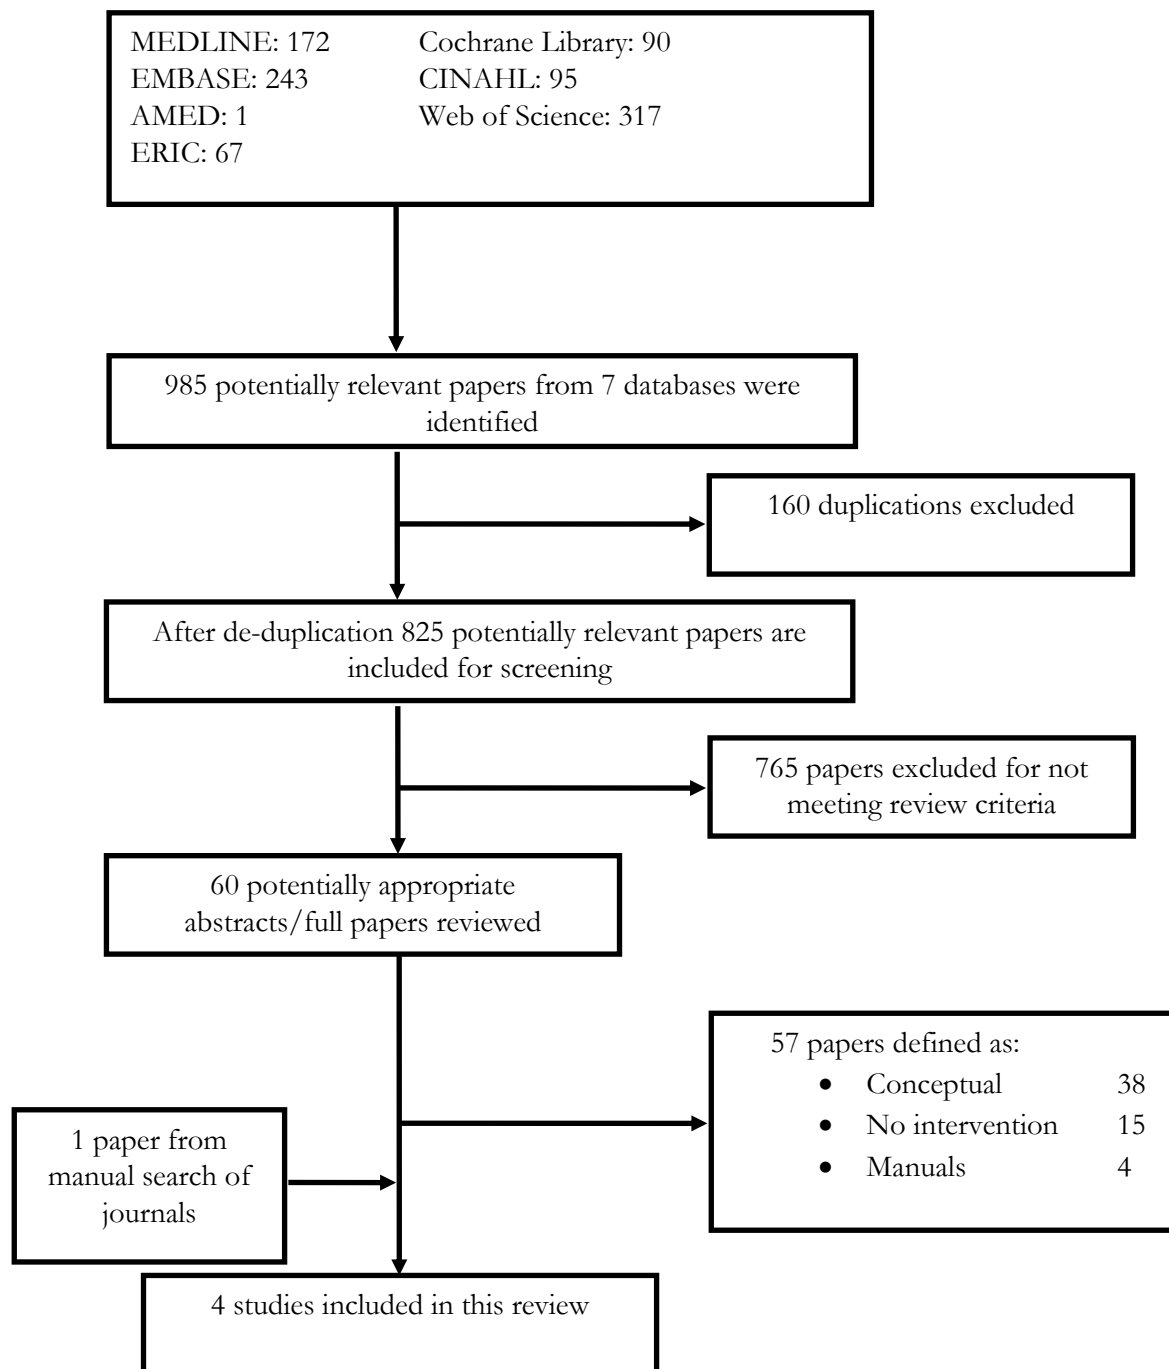 MEDLINE: 172 Cochrane Library: 90
EMBASE: 243 CINAHL: 95
AMED: 1 Web of Science: 317
ERIC: 67
985 potentially relevant papers from 7 databases were
identified
160 duplications excluded
After de-duplication 825 potentially relevant papers are
included for screening
765 papers excluded for not
meeting review criteria
60 potentially appropriate
abstracts/full papers reviewed
57 papers defined as:
• Conceptual 38
• No intervention 15
• Manuals 4
1 paper from
manual search of
journals
4 studies included in this review